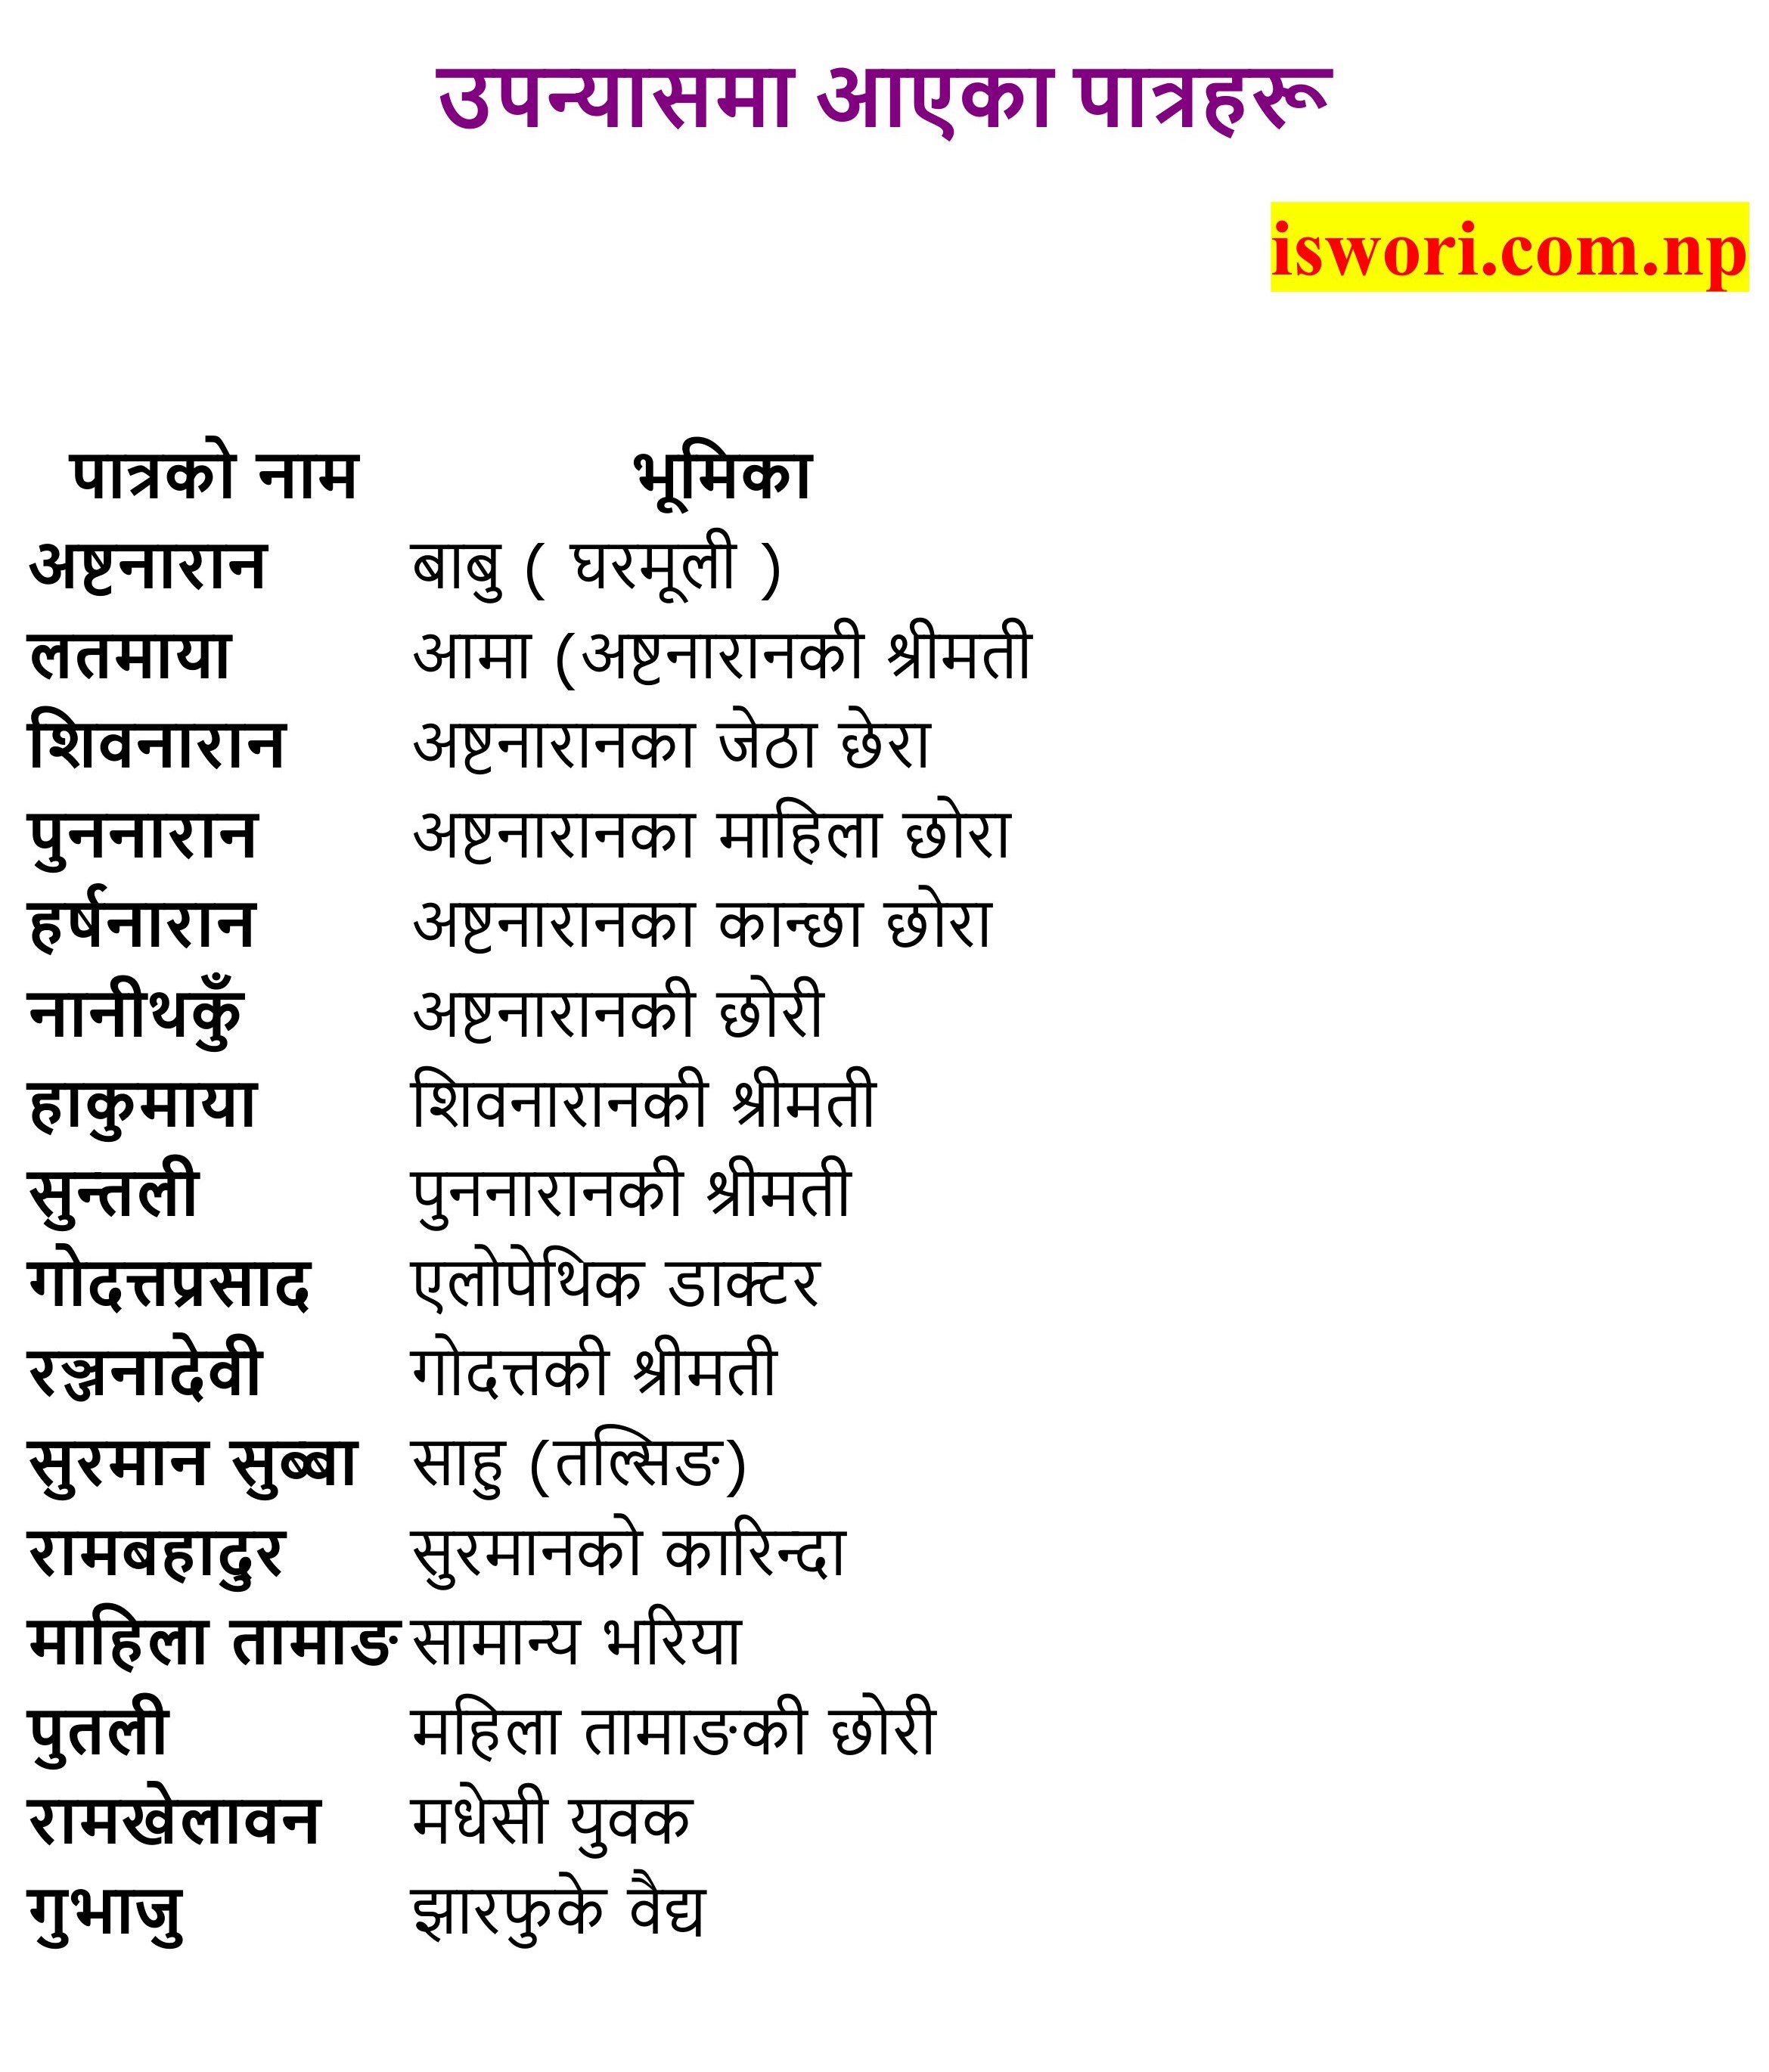 उपन्यासमा आएका पात्रहरू
iswori.com.np
पात्रको नाम भूमिका
अष्टनारान बाबु ( घरमूली )
लतमाया आमा (अष्टनारानकी श्रीमती
शिवनारान अष्टनारानका जेठा छेरा
पुननारान अष्टनारानका माहिला छोरा
हर्षनारान अष्टनारानका कान्छा छोरा
नानीथकुँ अष्टनारानकी छोरी
हाकुमाया शिवनारानकी श्रीमती
सुन्तली पुननारानकी श्रीमती
गोदत्तप्रसाद एलोपेथिक डाक्टर
रञ्जनादेवी गोदत्तकी श्रीमती
सुरमान सुब्बा साहु (तल्सिङ)
रामबहादुर सुरमानको कारिन्दा
माहिला तामाङ सामान्य भरिया
पुतली महिला तामाङकी छोरी
रामखेलावन मधेसी युवक
गुभाजु झारफुके वैद्य